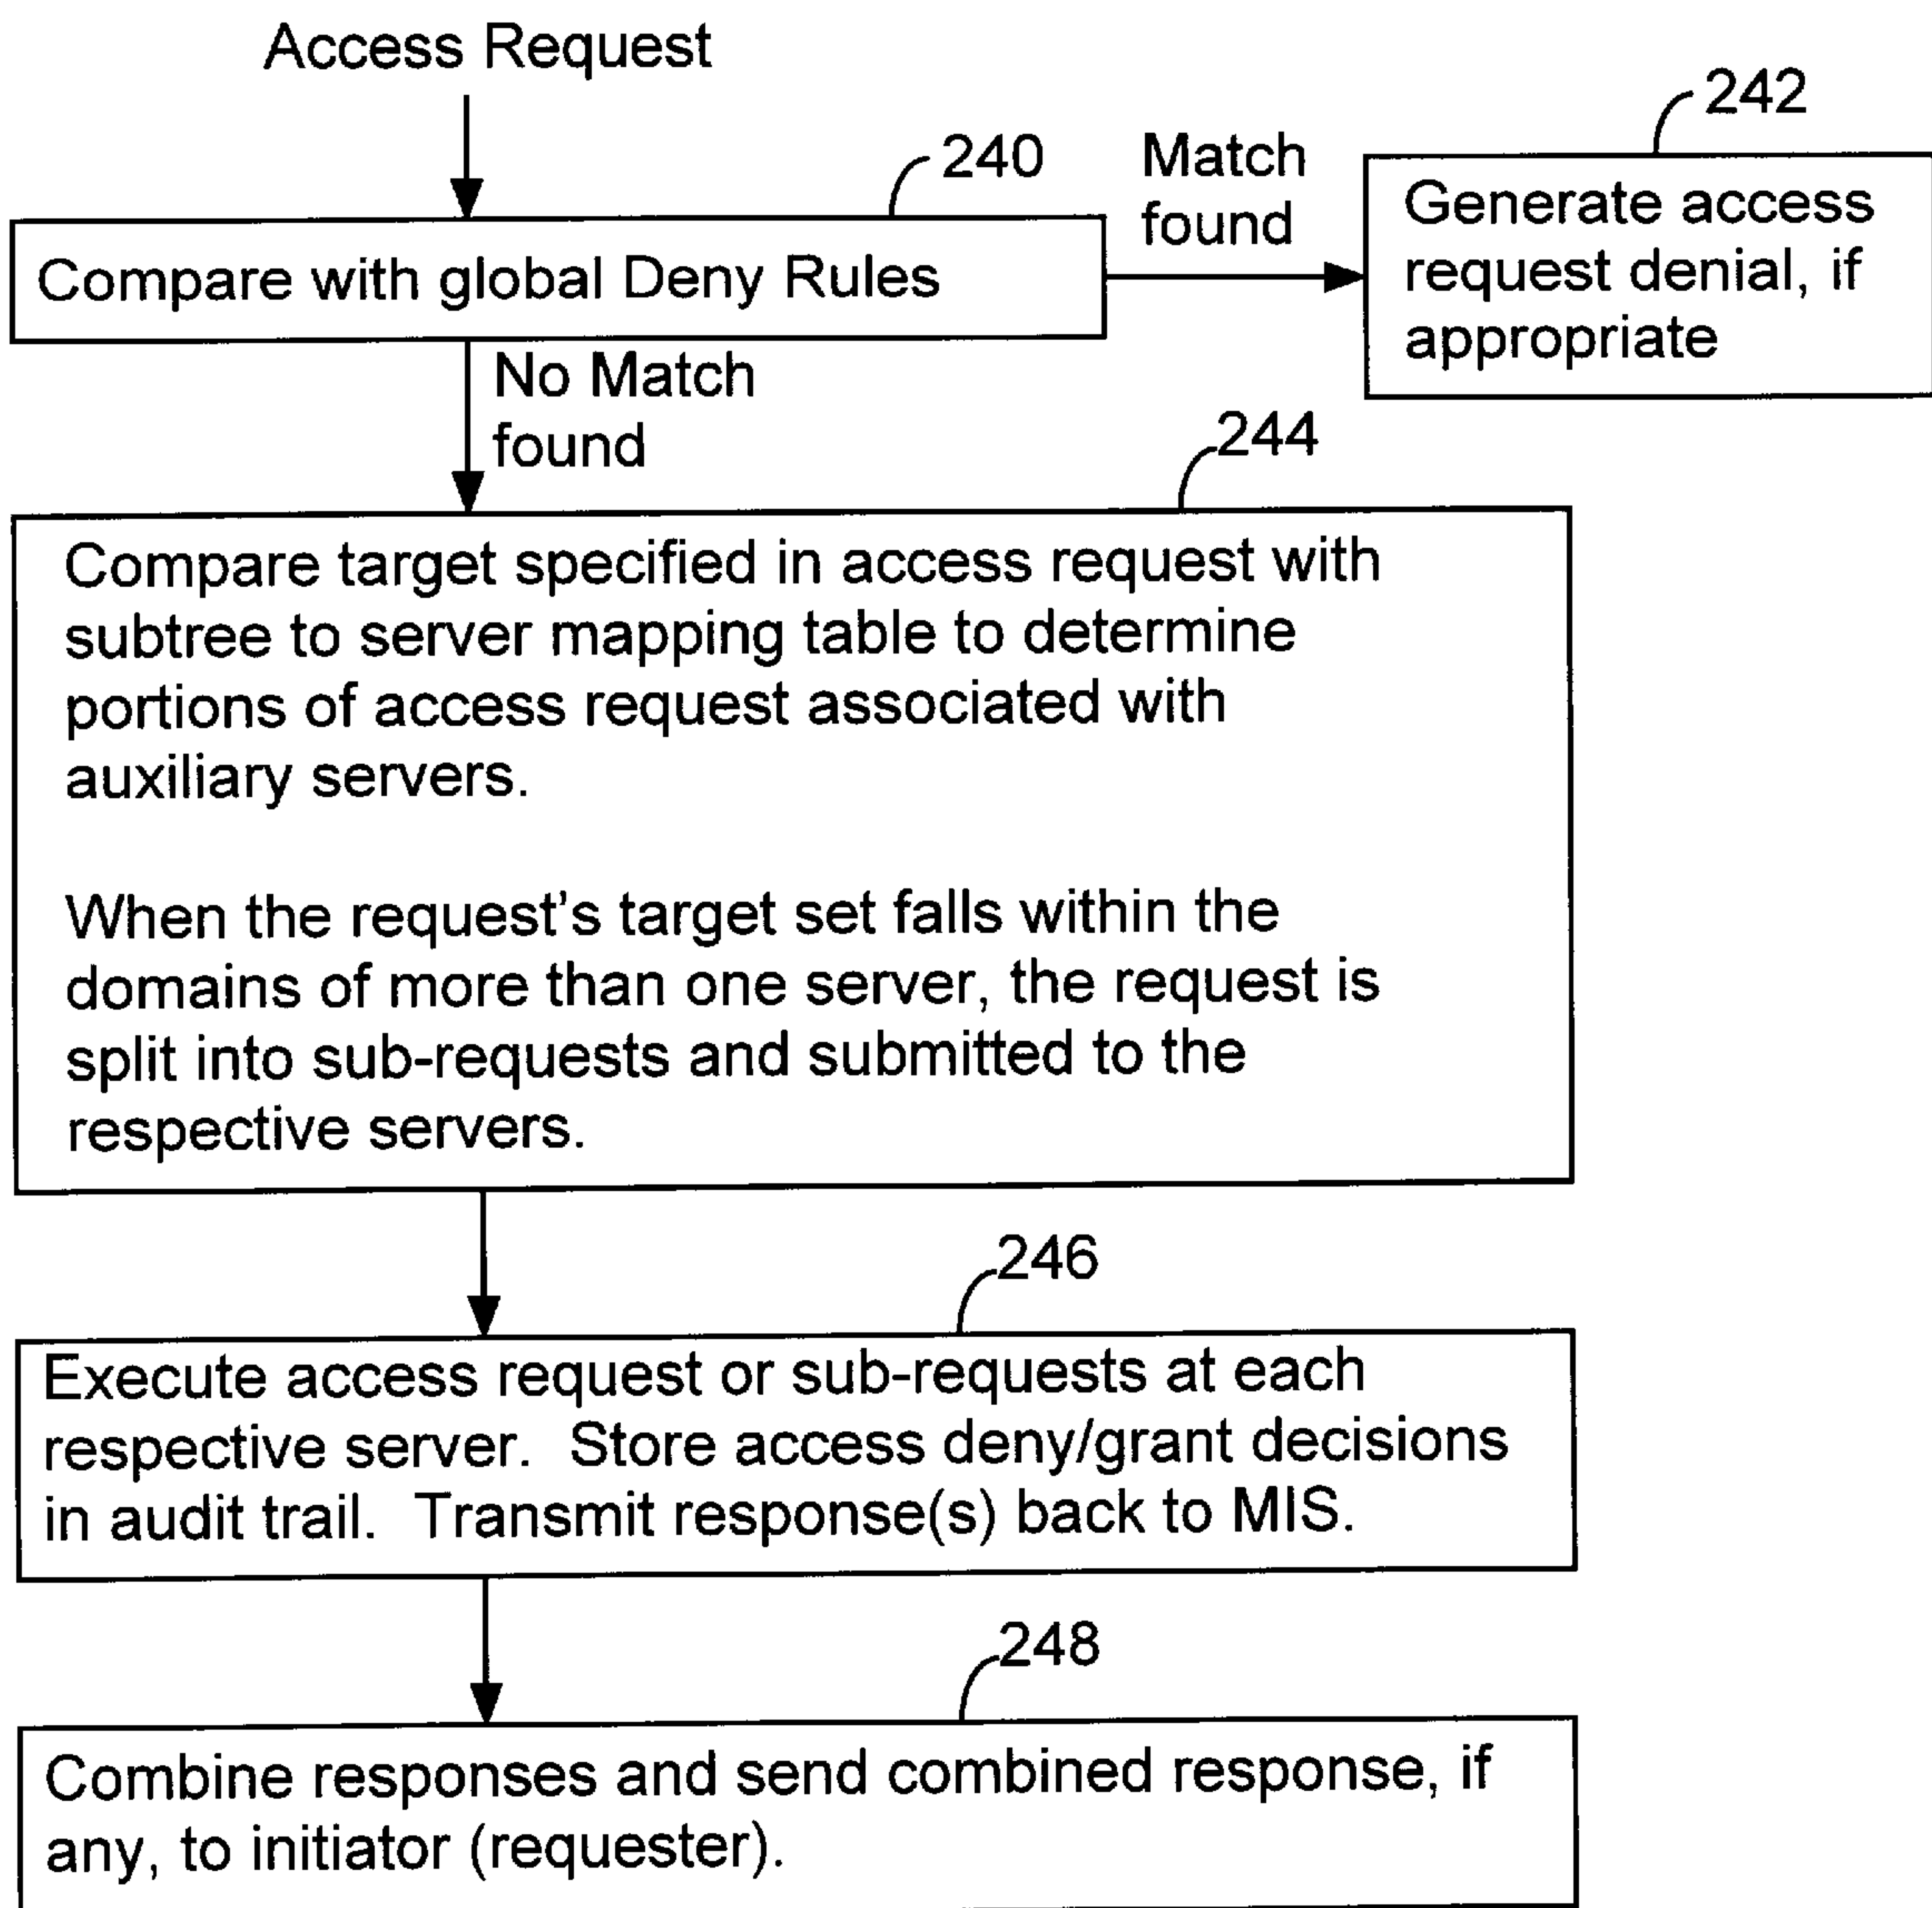 Access Request
240
Match
found
242
Compare with global Deny Rules
Generate access
request denial, if
appropriate
No Match
found
244
Compare target specified in access request with
subtree to server mapping table to determine
portions of access request associated with
auxiliary servers.
When the request's target set falls within the
domains of more than one server, the request is
split into sub-requests and submitted to the
respective servers.
246
Execute access request or sub-requests at each
respective server.  Store access deny/grant decisions
in audit trail.  Transmit response(s) back to MIS.
248
Combine responses and send combined response, if
any, to initiator (requester).